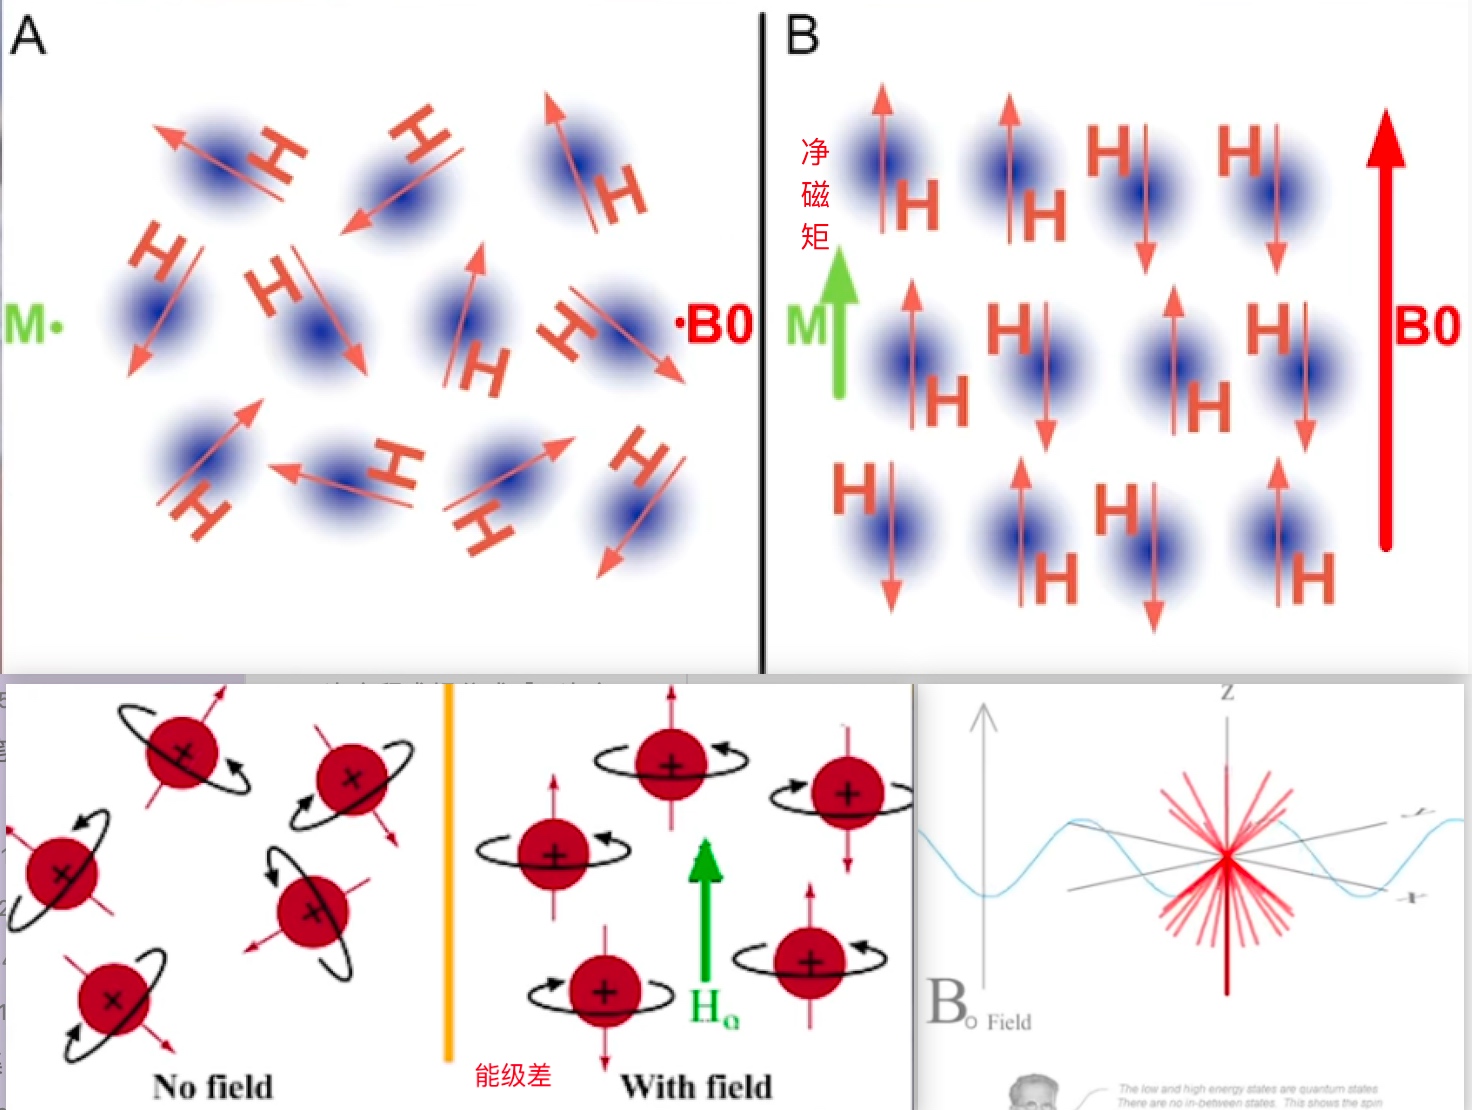 A
B
H
H
H
H
H
H
H
H
H
H
H
M
B0
净
磁
矩
H
H
H
H
M
H
H
H
H
B0
H
H
H
H
No field
能级差
With field
H₀
Z
y
x
B₀ Field
The low and high energy states are quantum states
There are no in-between states. This shows the spin